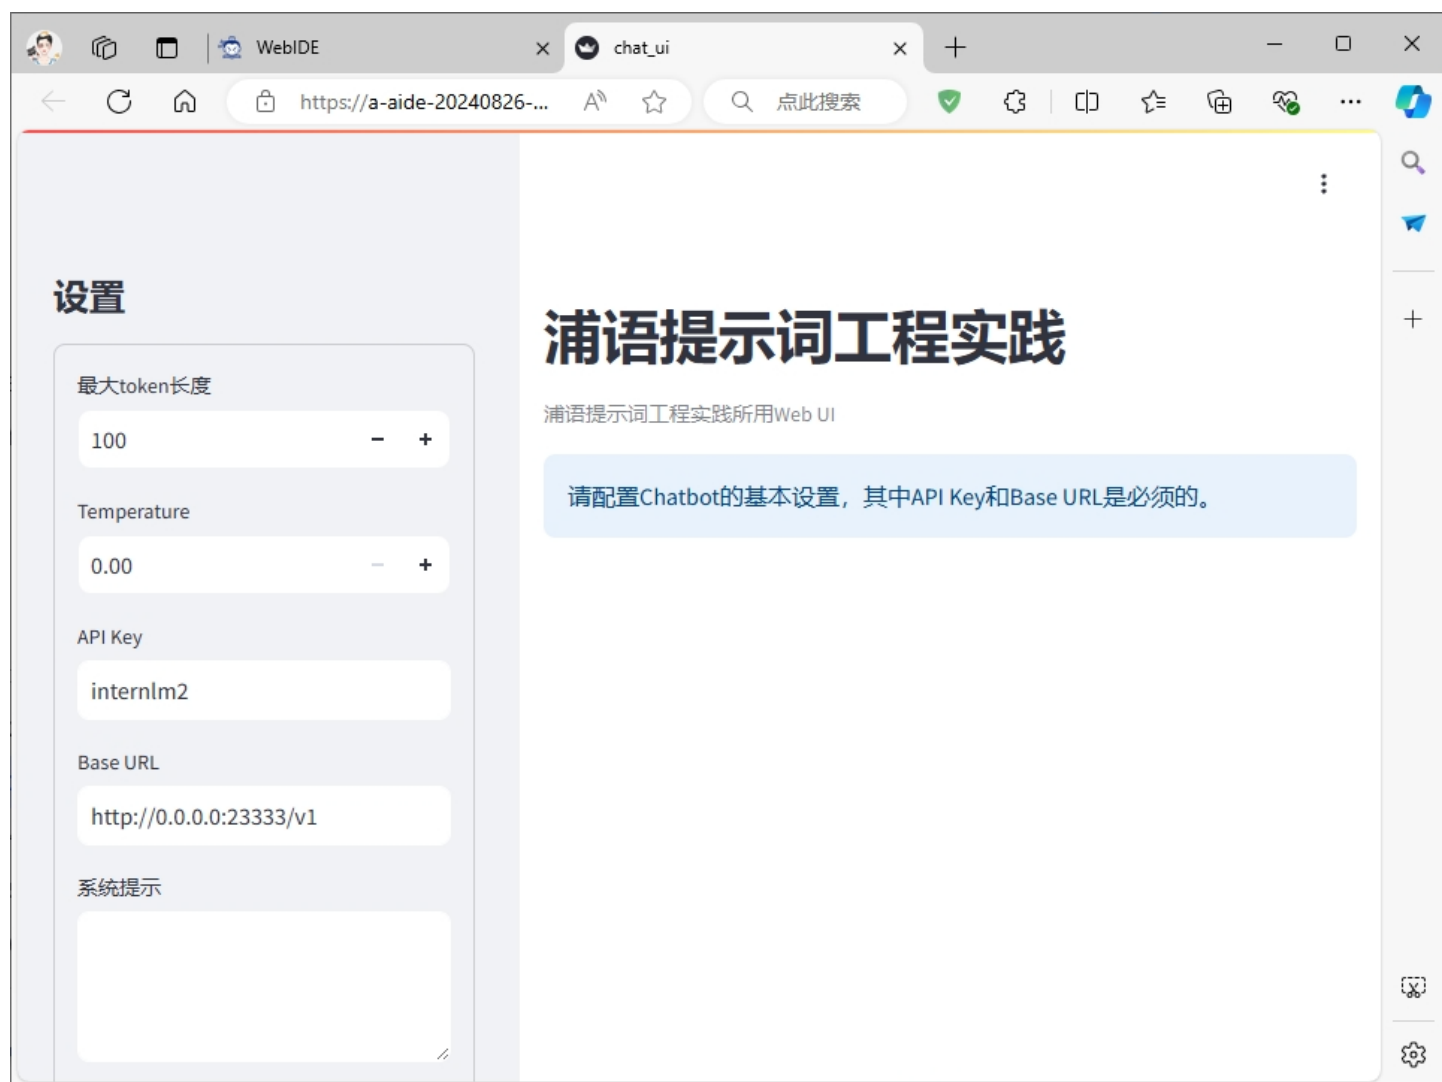 WebIDE
chat_ui
https://a-aide-20240826-...
点此搜索
设置
最大token长度
100
Temperature
0.00
API Key
internlm2
Base URL
http://0.0.0.0:23333/v1
系统提示
浦语提示词工程实践
浦语提示词工程实践所用Web UI
请配置Chatbot的基本设置，其中API Key和Base URL是必须的。